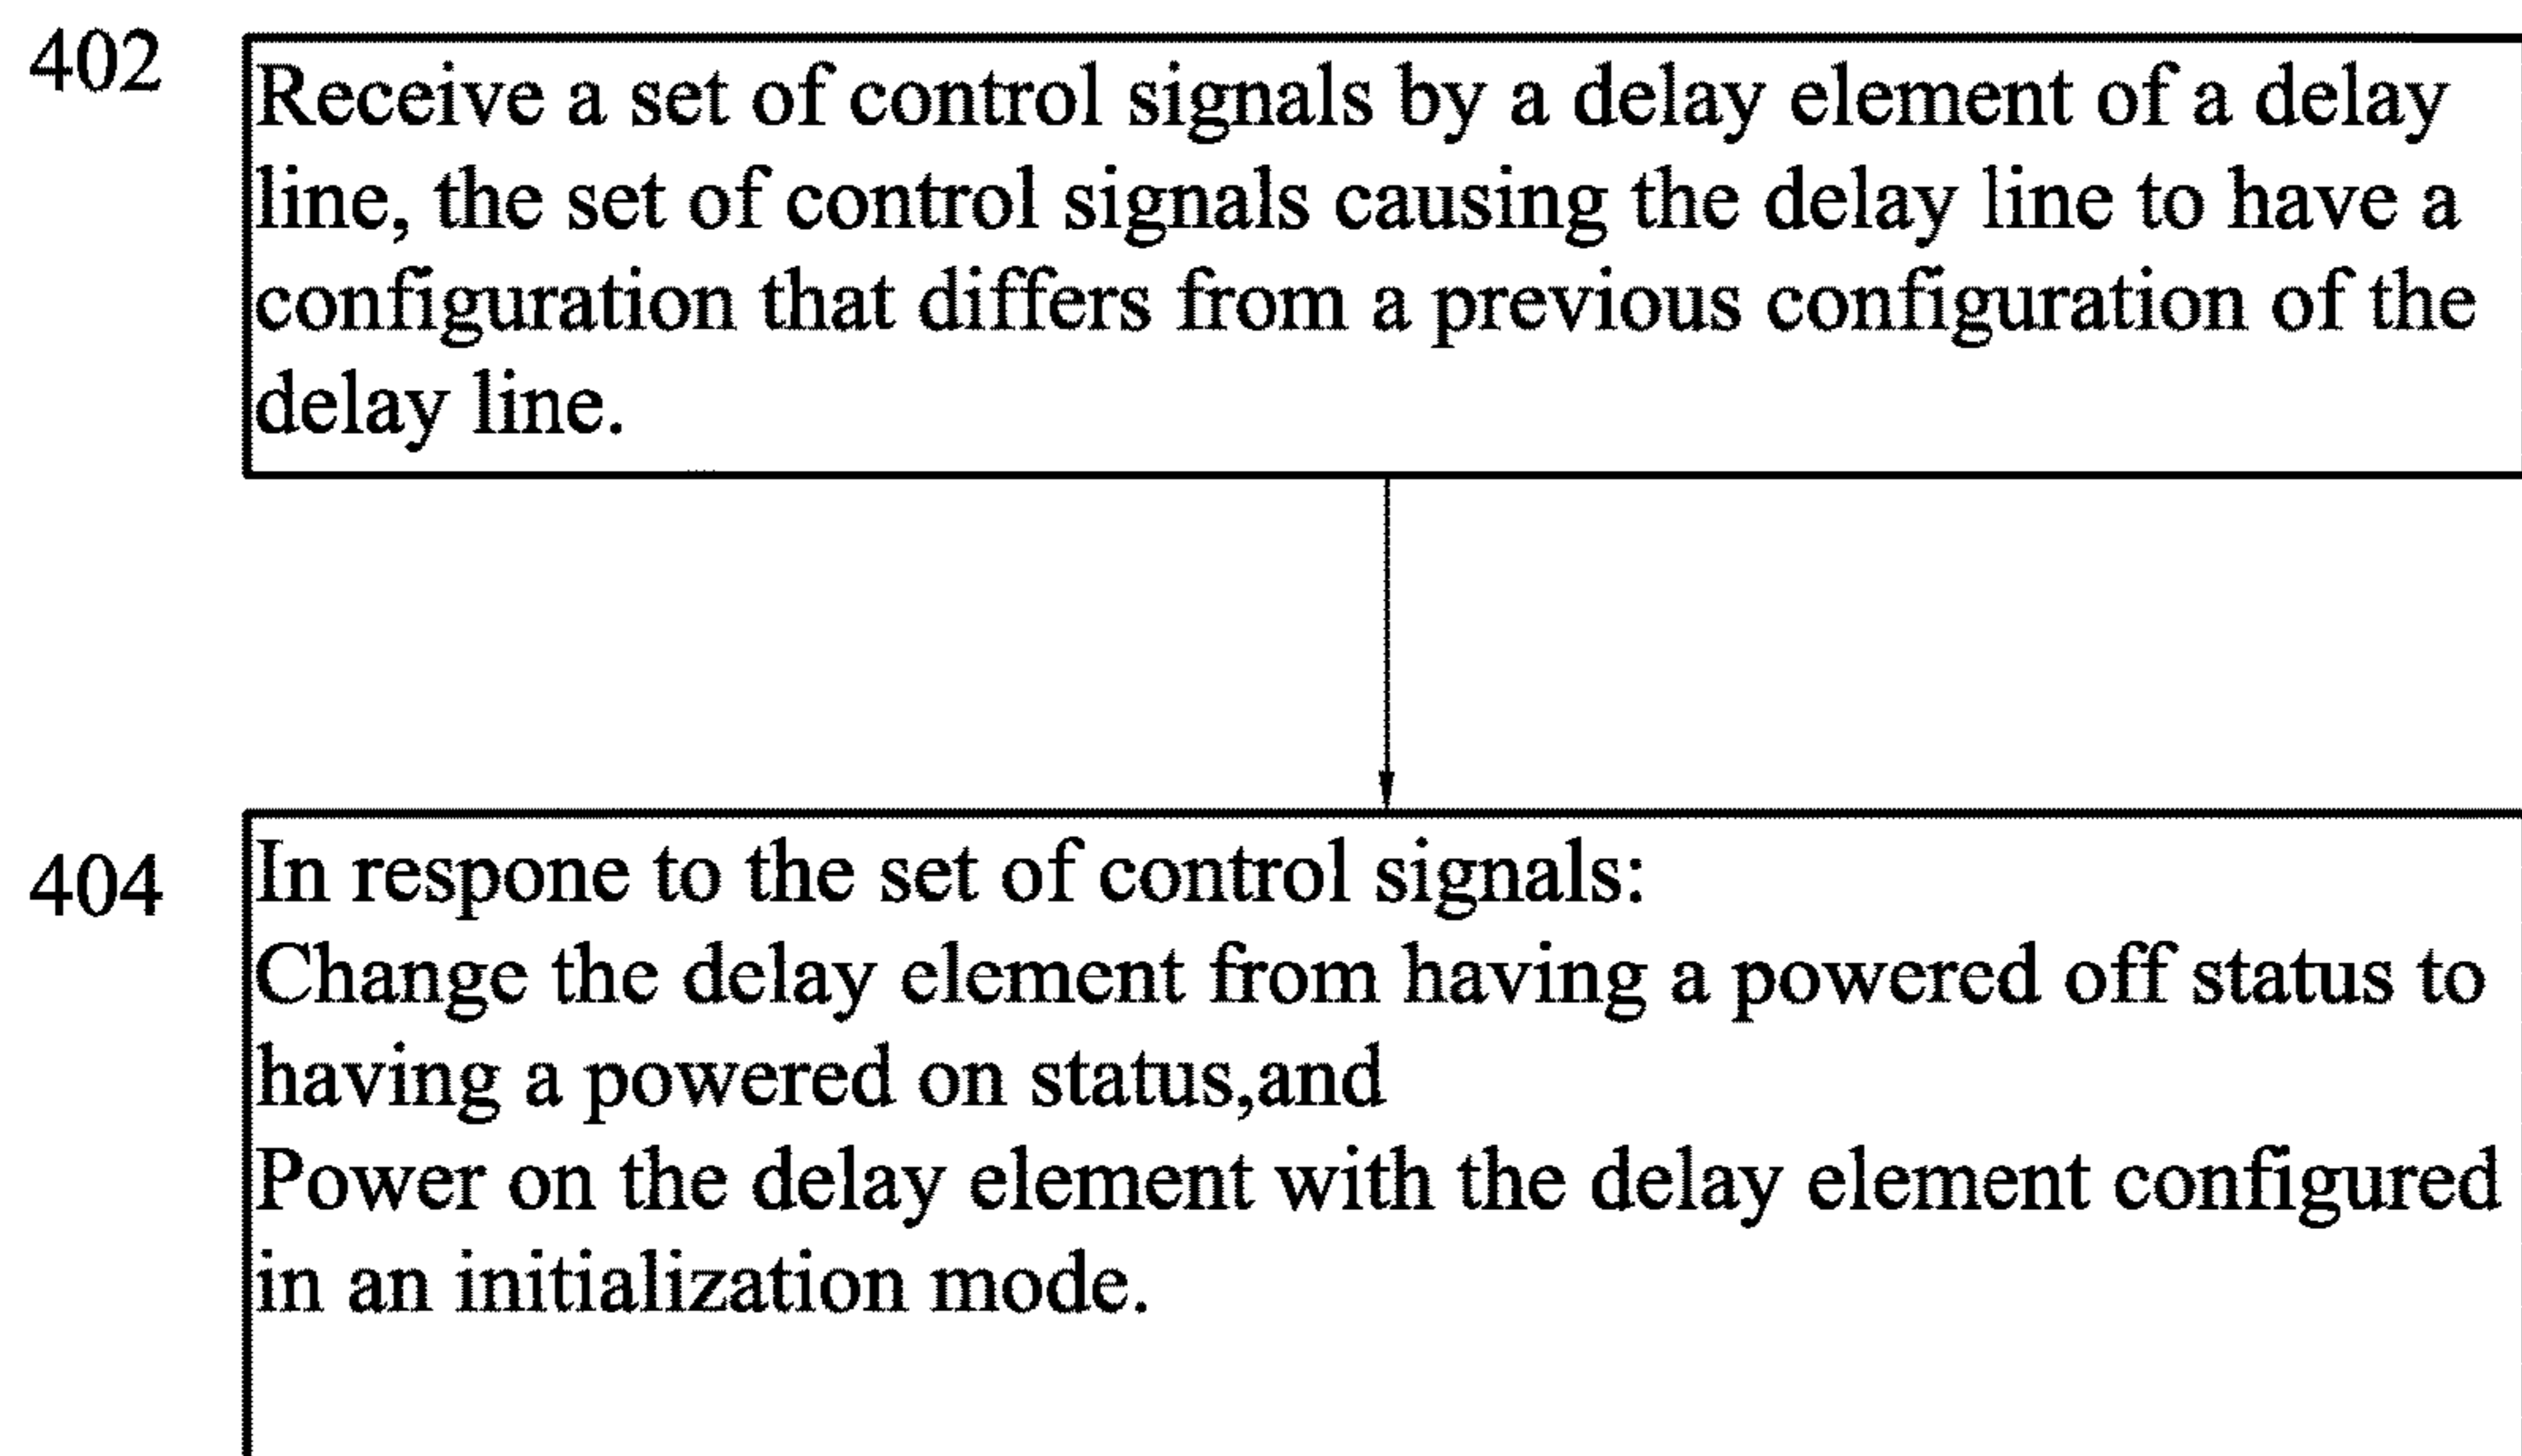 402
Receive a set of control signals by a delay element of a delay
line, the set of control signals causing the delay line to have a
configuration that differs from a previous configuration of the
delay line.
404
In respone to the set of control signals:
Change the delay element from having a powered off status to
having a powered on status,and
Power on the delay element with the delay element configured
in an initialization mode.